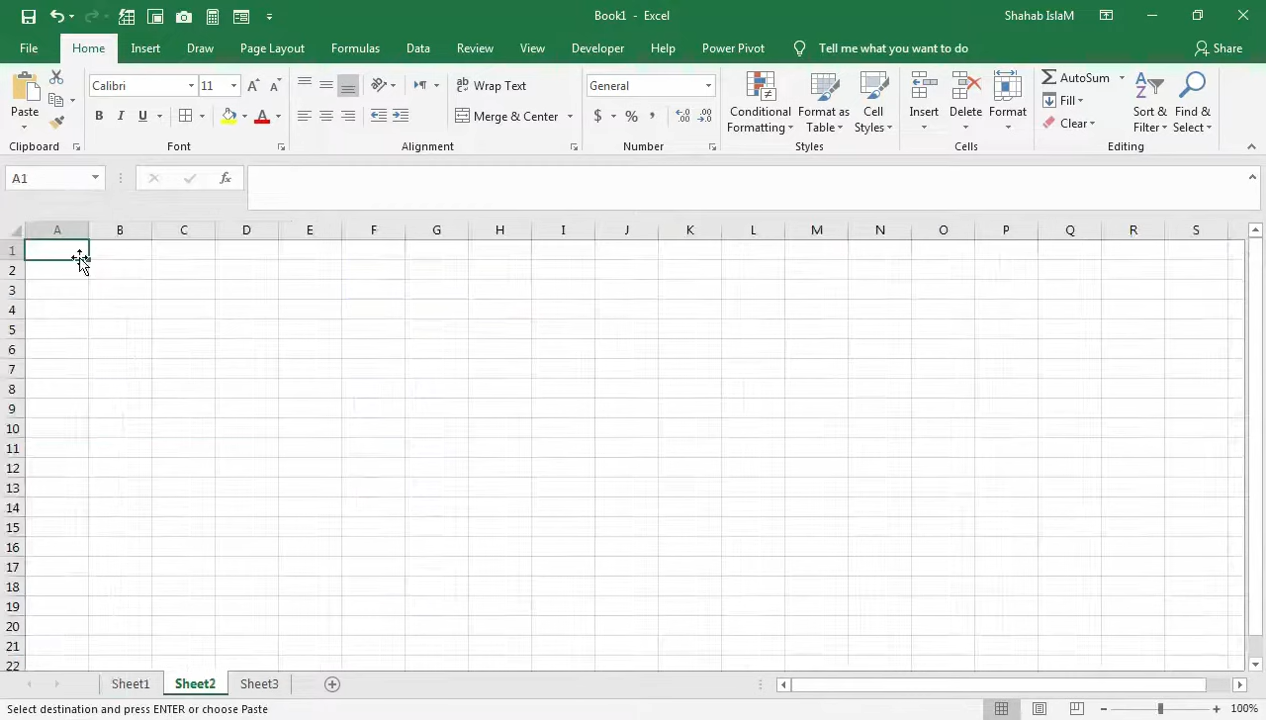 Book1 - Excel
Shahab IslaM
File Home Insert Draw Page Layout Formulas Data Review View Developer Help Power Pivot Tell me what you want to do Share
Paste
Clipboard
Calibri 11
B I U A
Font
Wrap Text
Merge & Center
Alignment
General
$ % , .00 .0
Number
Conditional Formatting
Format as Table
Cell Styles
Styles
Insert
Delete
Format
Cells
AutoSum
Fill
Clear
Sort & Filter
Find & Select
Editing
A1
fx
A B C D E F G H I J K L M N O P Q R S
1
2
3
4
5
6
7
8
9
10
11
12
13
14
15
16
17
18
19
20
21
22
Sheet1 Sheet2 Sheet3
Select destination and press ENTER or choose Paste
100%